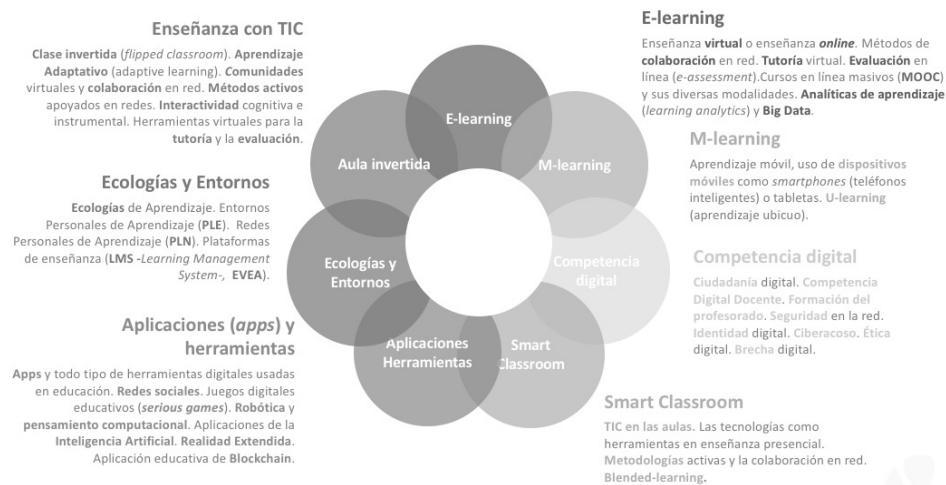 Enseñanza con TIC
Clase invertida (flipped classroom). Aprendizaje
Adaptativo (adaptive learning). Comunidades
virtuales y colaboración en red. Métodos activos
apoyados en redes. Interactividad cognitiva e
instrumental. Herramientas virtuales para la
tutoría y la evaluación.
Ecologías y Entornos
Ecologías de Aprendizaje. Entornos
Personales de Aprendizaje (PLE). Redes
Personales de Aprendizaje (PLN). Plataformas
de enseñanza (LMS -Learning Management
System-, EVEA).
Aplicaciones (apps) y
herramientas
Apps y todo tipo de herramientas digitales usadas
en educación. Redes sociales. Juegos digitales
educativos (serious games). Robótica y
pensamiento computacional. Aplicaciones de la
Inteligencia Artificial. Realidad Extendida.
Aplicación educativa de Blockchain.
E-learning
Aula invertida
M-learning
Ecologías y
Entornos
Competencia
digital
Aplicaciones
Herramientas
Smart
Classroom
E-learning
Enseñanza virtual o enseñanza online. Métodos de
colaboración en red. Tutoría virtual. Evaluación en
línea (e-assessment).Cursos en línea masivos (MOOC)
y sus diversas modalidades. Analíticas de aprendizaje
(learning analytics) y Big Data.
M-learning
Aprendizaje móvil, uso de dispositivos
móviles como smartphones (teléfonos
inteligentes) o tabletas. U-learning
(aprendizaje ubicuo).
Competencia digital
Ciudadanía digital. Competencia
Digital Docente. Formación del
profesorado. Seguridad en la red.
Identidad digital. Ciberacoso. Ética
digital. Brecha digital.
Smart Classroom
TIC en las aulas. Las tecnologías como
herramientas en enseñanza presencial.
Metodologías activas y la colaboración en red.
Blended-learning.